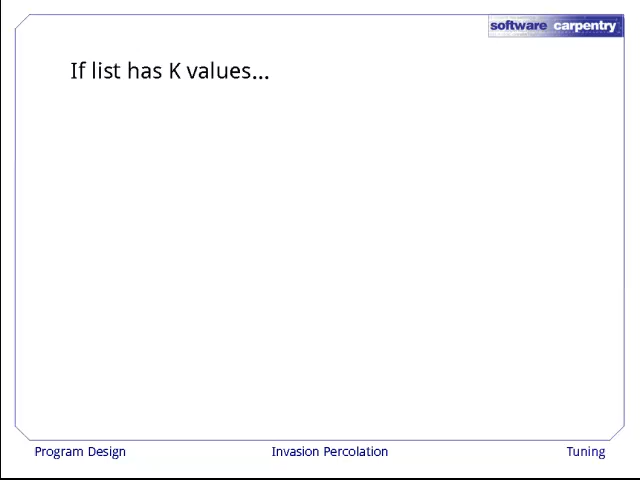 software carpentry
If list has K values...
Program Design
Invasion Percolation
Tuning